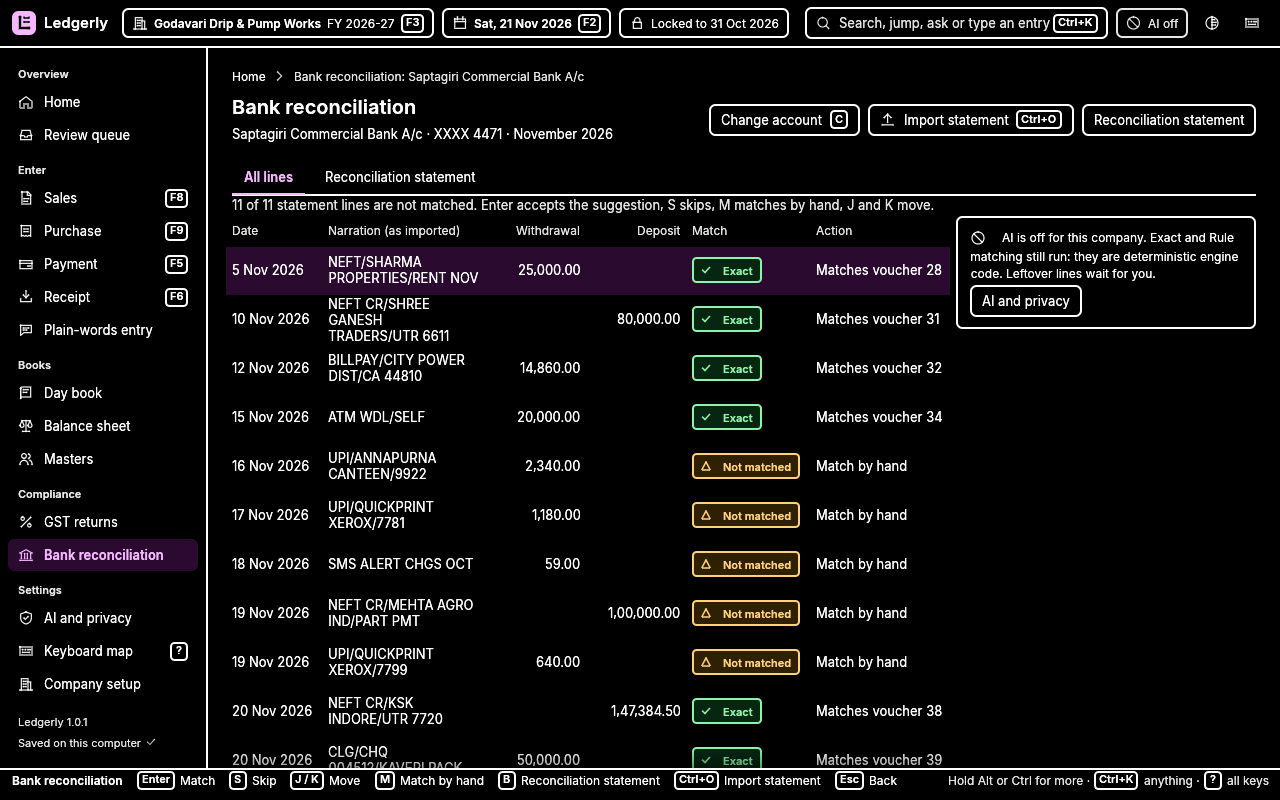 Ledgerly
Godavari Drip & Pump Works FY 2026-27 F3
Sat, 21 Nov 2026 F2
Locked to 31 Oct 2026
Search, jump, ask or type an entry Ctrl+K
AI off
Overview
Home
Review queue
Enter
Sales F8
Purchase F9
Payment F5
Receipt F6
Plain-words entry
Books
Day book
Balance sheet
Masters
Compliance
GST returns
Bank reconciliation
Settings
AI and privacy
Keyboard map ?
Company setup
Ledgerly 1.0.1
Saved on this computer
Home Bank reconciliation: Saptagiri Commercial Bank A/c
Bank reconciliation
Saptagiri Commercial Bank A/c · XXXX 4471 · November 2026
Change account C
Import statement Ctrl+O
Reconciliation statement
All lines Reconciliation statement
11 of 11 statement lines are not matched. Enter accepts the suggestion, S skips, M matches by hand, J and K move.
Date Narration (as imported) Withdrawal Deposit Match Action
5 Nov 2026 NEFT/SHARMA PROPERTIES/RENT NOV 25,000.00 Exact Matches voucher 28
10 Nov 2026 NEFT CR/SHREE GANESH TRADERS/UTR 6611 80,000.00 Exact Matches voucher 31
12 Nov 2026 BILLPAY/CITY POWER DIST/CA 44810 14,860.00 Exact Matches voucher 32
15 Nov 2026 ATM WDL/SELF 20,000.00 Exact Matches voucher 34
16 Nov 2026 UPI/ANNAPURNA CANTEEN/9922 2,340.00 Not matched Match by hand
17 Nov 2026 UPI/QUICKPRINT XEROX/7781 1,180.00 Not matched Match by hand
18 Nov 2026 SMS ALERT CHGS OCT 59.00 Not matched Match by hand
19 Nov 2026 NEFT CR/MEHTA AGRO IND/PART PMT 1,00,000.00 Not matched Match by hand
19 Nov 2026 UPI/QUICKPRINT XEROX/7799 640.00 Not matched Match by hand
20 Nov 2026 NEFT CR/KSK INDORE/UTR 7720 1,47,384.50 Exact Matches voucher 38
20 Nov 2026 CLG/CHQ 004512/KAVERI PACK 50,000.00 Exact Matches voucher 39
AI is off for this company. Exact and Rule
matching still run: they are deterministic engine
code. Leftover lines wait for you.
AI and privacy
Bank reconciliation Enter Match S Skip J / K Move M Match by hand B Reconciliation statement Ctrl+O Import statement Esc Back
Hold Alt or Ctrl for more · Ctrl+K anything · ? all keys